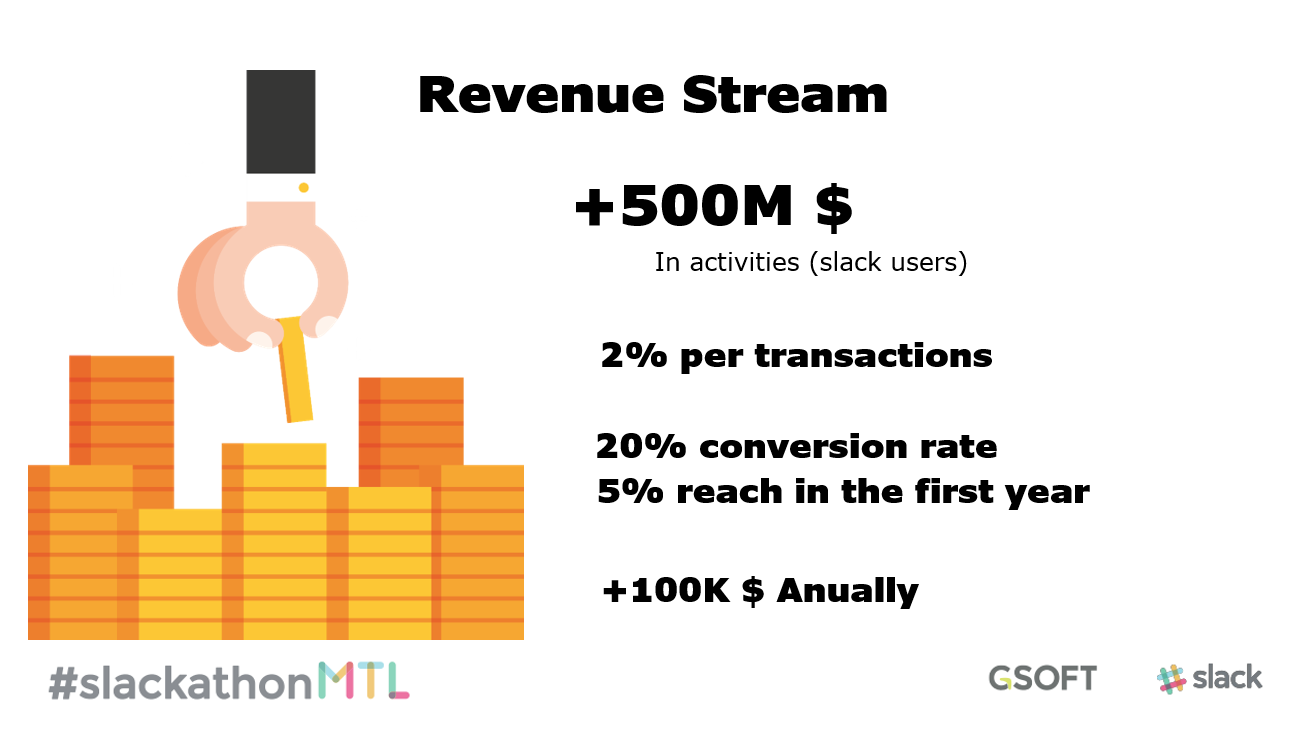 Revenue Stream
+500M $
In activities (slack users)
2% per transactions
20% conversion rate
5% reach in the first year
+100K $ Anually
#slackathonMTL
GSOFT
slack